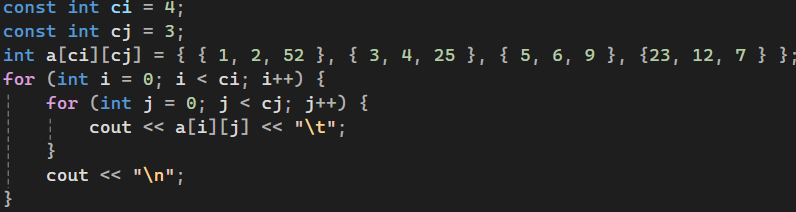 const int ci = 4;
const int cj = 3;
int a[ci][cj] = { { 1, 2, 52 }, { 3, 4, 25 }, { 5, 6, 9 }, {23, 12, 7 } };
for (int i = 0; i < ci; i++) {
    for (int j = 0; j < cj; j++) {
        cout << a[i][j] << "\t";
    }
    cout << "\n";
}